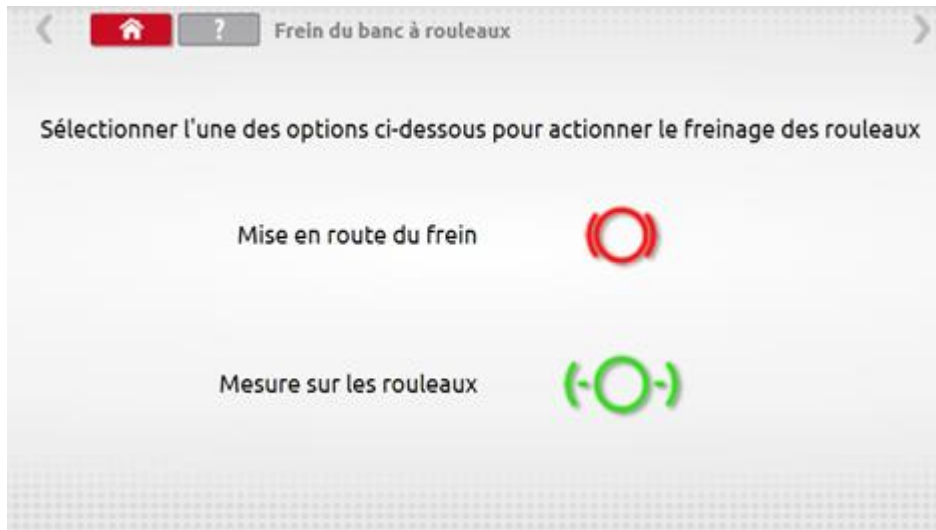 ? Frein du banc à rouleaux
Sélectionner l'une des options ci-dessous pour actionner le freinage des rouleaux
Mise en route du frein
Mesure sur les rouleaux